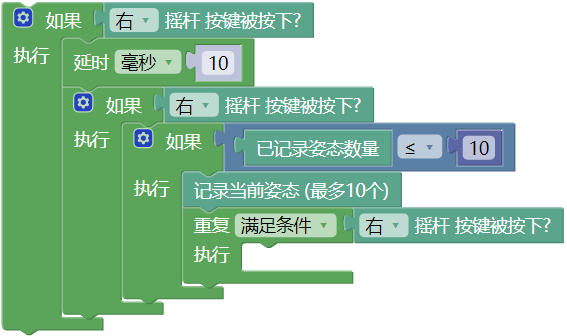 如果 右 摇杆 按键被按下?
执行 延时 毫秒 10
如果 右 摇杆 按键被按下?
执行 如果 已记录姿态数量 ≤ 10
执行 记录当前姿态 (最多10个)
重复 满足条件 右 摇杆 按键被按下?
执行